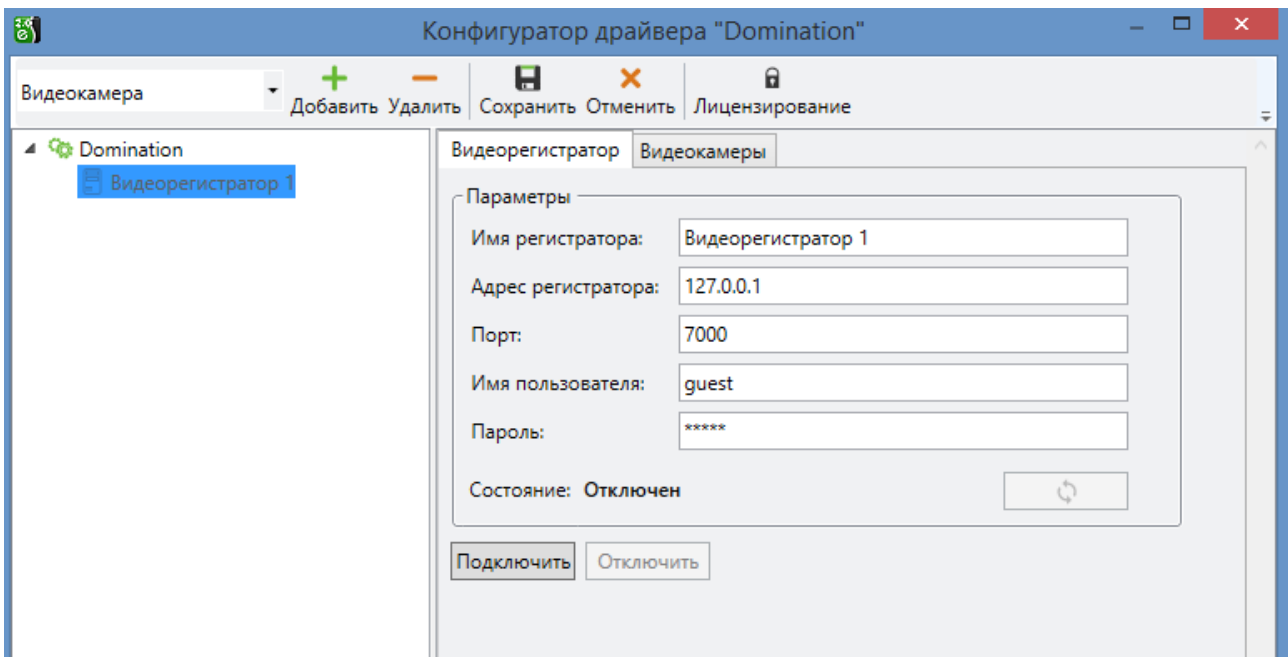 Конфигуратор драйвера "Domination"
Видеокамера
Добавить Удалить Сохранить Отменить Лицензирование
Domination
Видеорегистратор 1
Видеорегистратор Видеокамеры
Параметры
Имя регистратора: Видеорегистратор 1
Адрес регистратора: 127.0.0.1
Порт: 7000
Имя пользователя: guest
Пароль: *****
Состояние: Отключен
Подключить Отключить